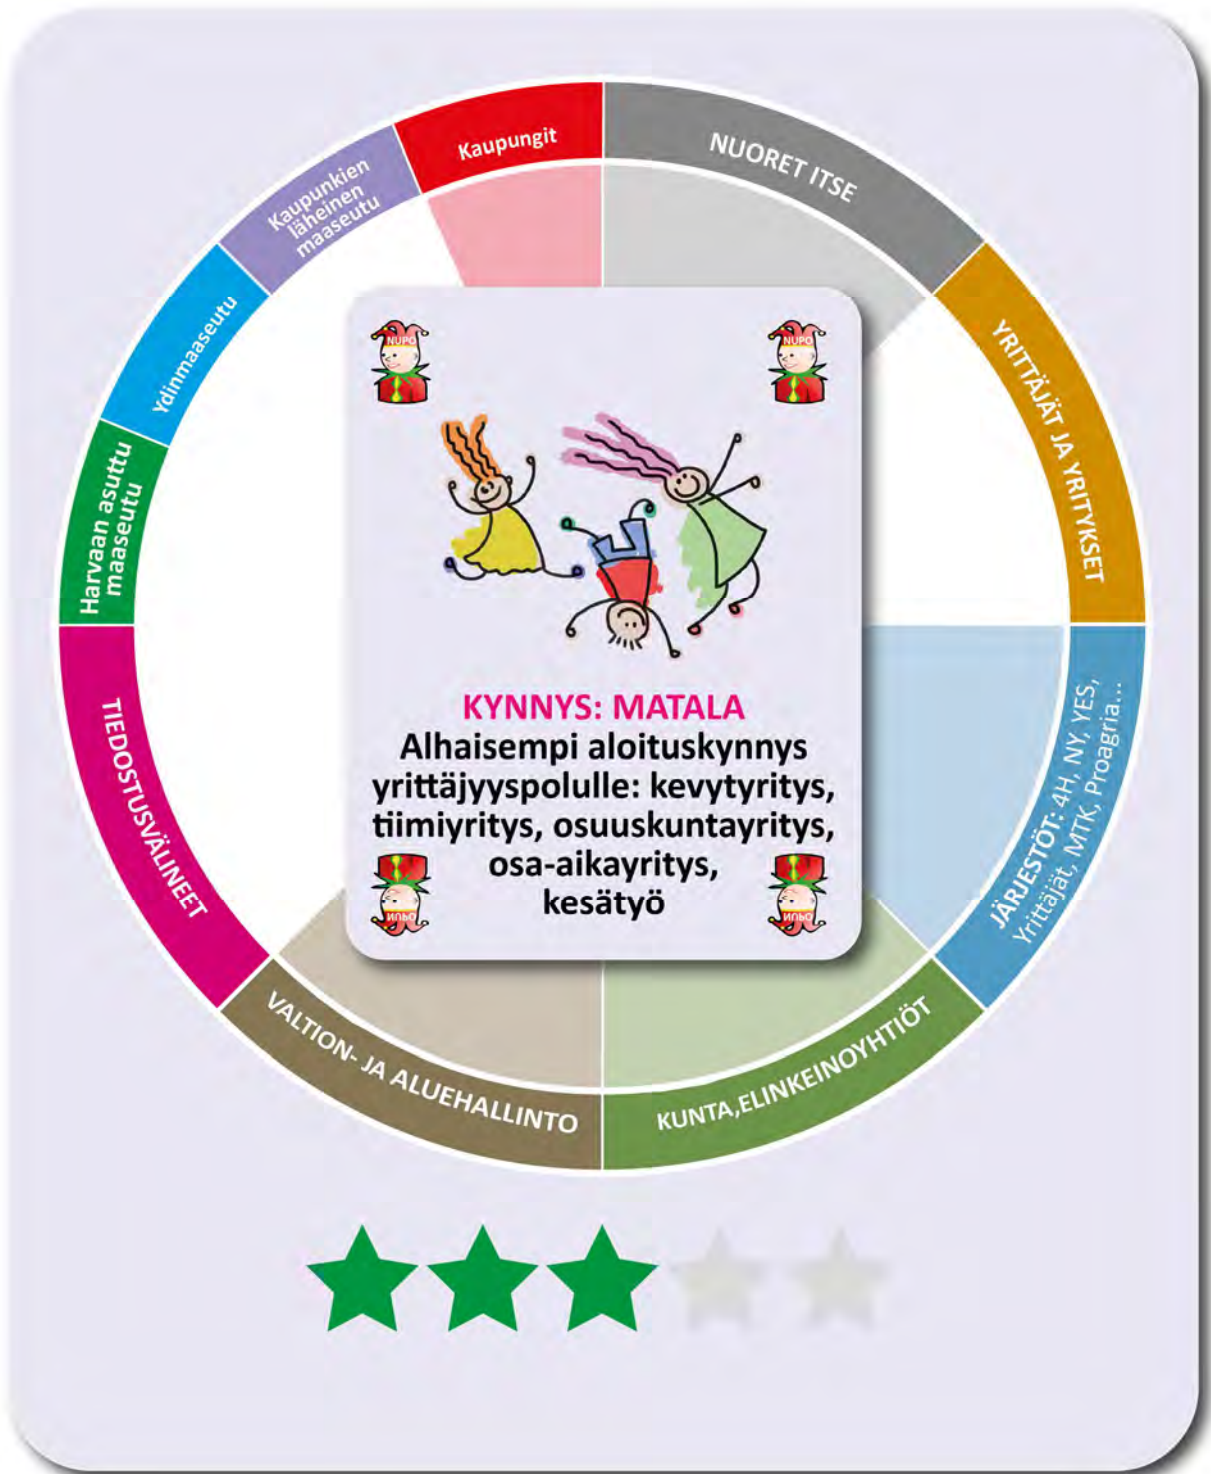 Kaupungit
NUORET ITSE
YRITTÄJÄT JA YRITYKSET
JÄRJESTÖT: 4H, NY, YES,
Yrittäjät, MTK, Proagria...
KUNTA,ELINKEINOYHTIÖT
VALTION- JA ALUEHALLINTO
TIEDOSTUSVÄLINEET
Harvaan asuttu
maaseutu
Ydinmaaseutu
Kaupunkien
läheinen
maaseutu
NUPO
NUPO
KYNNYS: MATALA
Alhaisempi aloituskynnys
yrittäjyyspolulle: kevytyritys,
tiimiyritys, osuuskuntayritys,
osa-aikayritys,
kesätyö
NUPO
NUPO